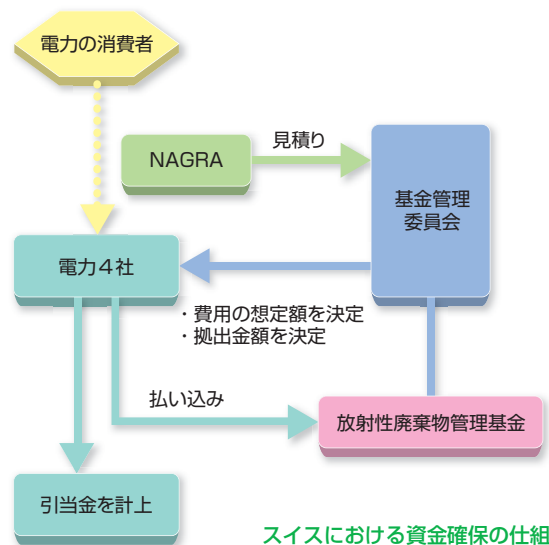 電力の消費者
NAGRA
見積り
基金管理
委員会
電力4社
・費用の想定額を決定
・拠出金額を決定
払い込み
放射性廃棄物管理基金
引当金を計上
スイスにおける資金確保の仕組